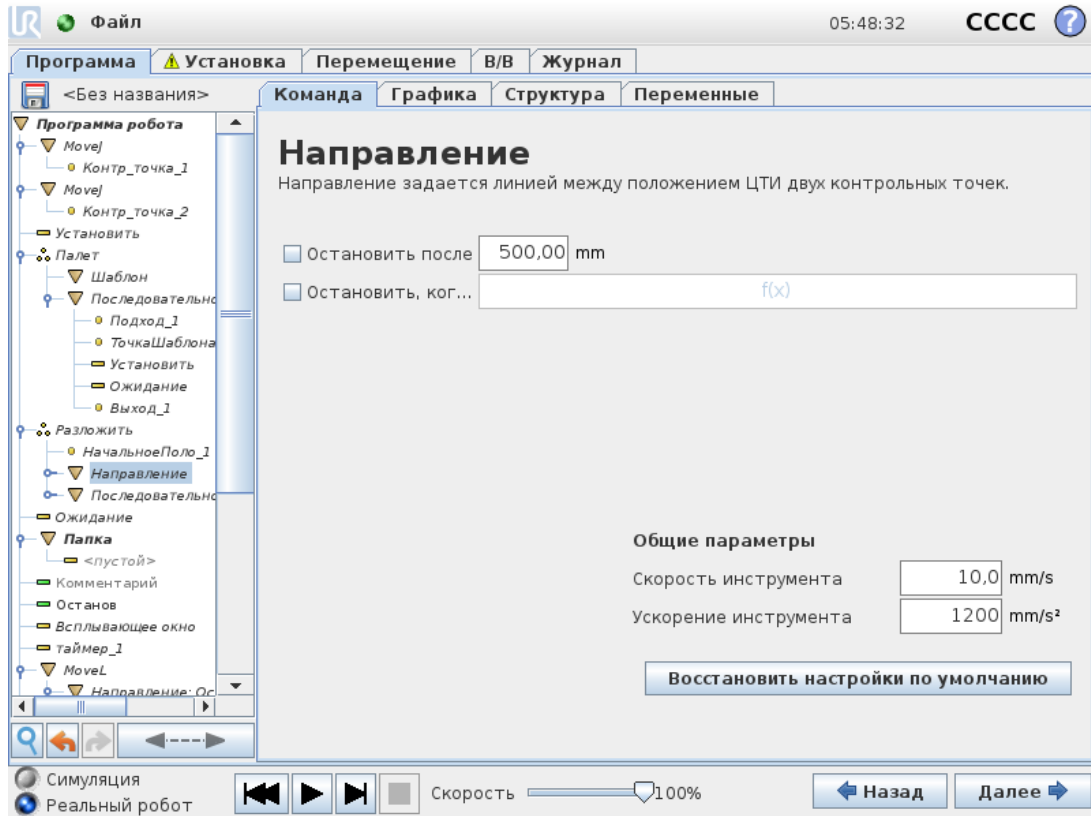 UR Файл 05:48:32 CCCC ?
Программа Установка Перемещение В/В Журнал
<Без названия> Команда Графика Структура Переменные
Программа робота
MoveJ
Контр_точка_1
MoveJ
Контр_точка_2
Установить
Палет
Шаблон
Последовательно
Подход_1
ТочкаШаблона
Установить
Ожидание
Выход_1
Разложить
НачальноеПоло_1
Направление
Последовательно
Ожидание
Папка
<пустой>
Комментарий
Останов
Всплывающее окно
таймер_1
MoveL
Направление: Ос
Направление
Направление задается линией между положением ЦТИ двух контрольных точек.
Остановить после 500,00 mm
Остановить, ког... f(x)
Общие параметры
Скорость инструмента 10,0 mm/s
Ускорение инструмента 1200 mm/s²
Восстановить настройки по умолчанию
Симуляция
Реальный робот
Скорость 100%
Назад Далее